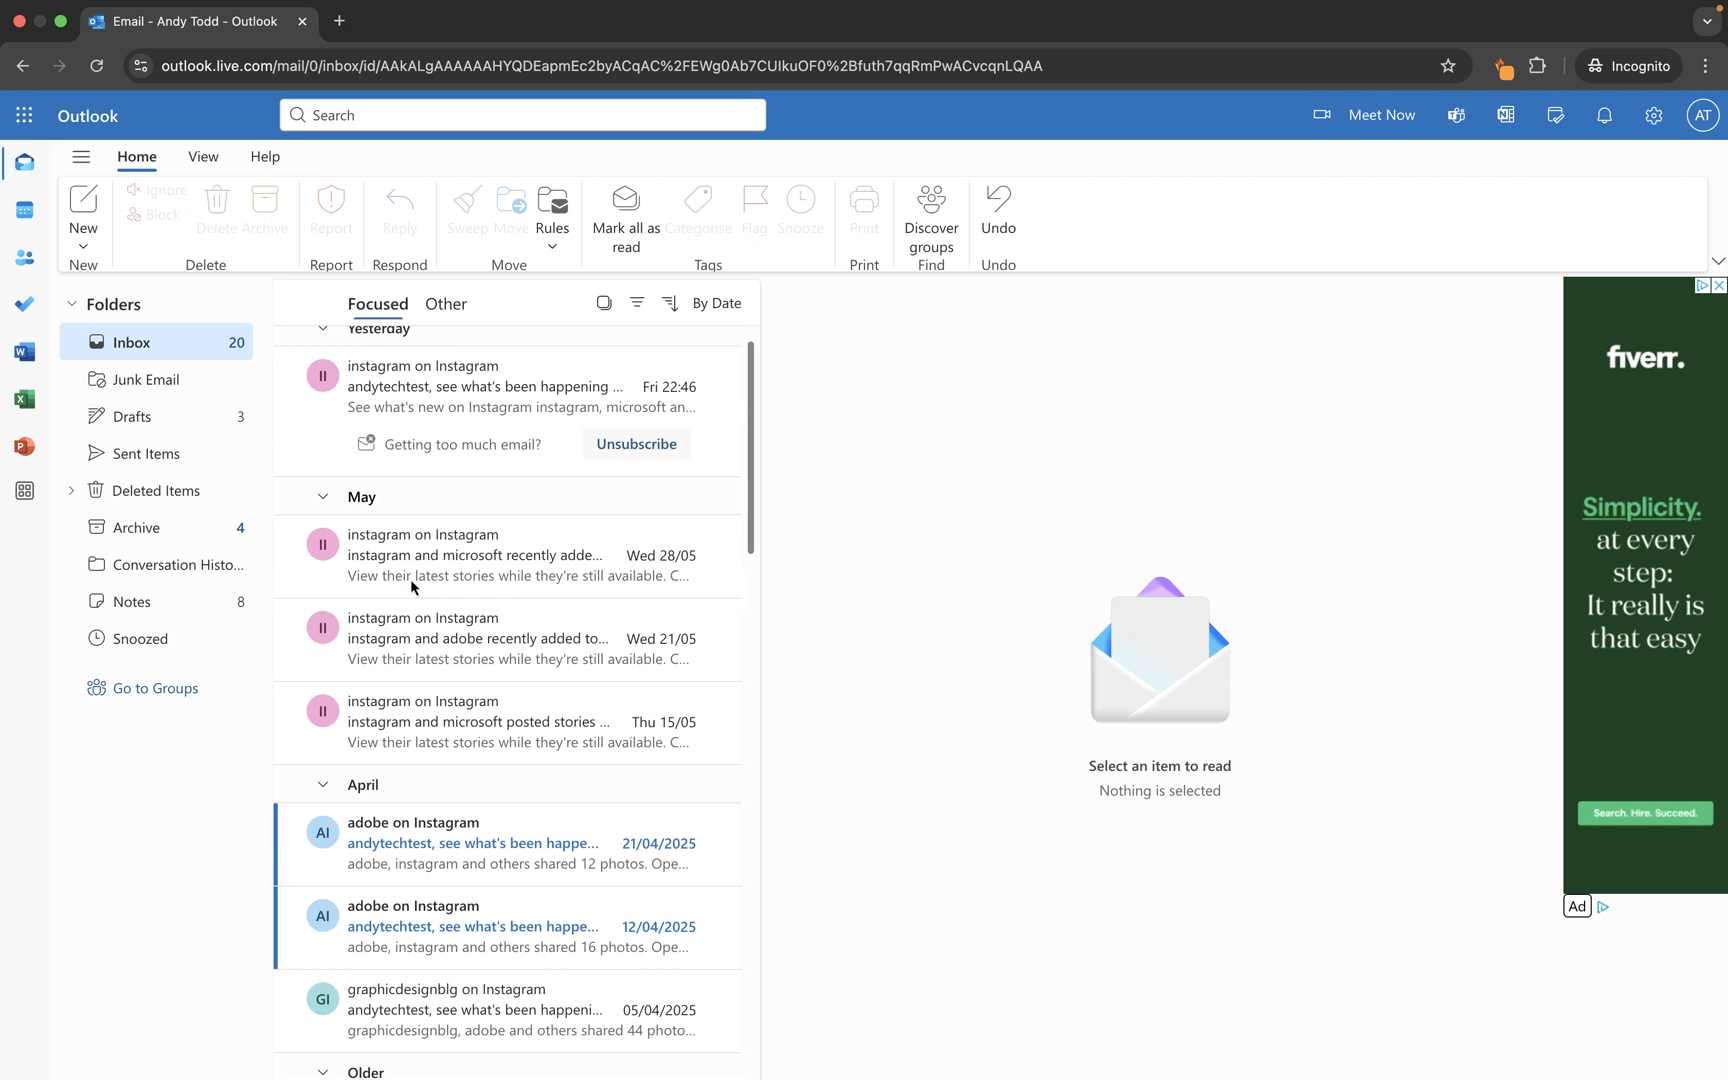 Email - Andy Todd - Outlook
outlook.live.com/mail/0/inbox/id/AAkALgAAAAAAHYQDEapmEc2byACqAC%2FEWg0Ab7CUIkuOF0%2Bfuth7qqRmPwACvcqnLQAA
Incognito
Outlook
Search
Meet Now
AT
Home View Help
New
New
Ignore
Block
Delete Archive
Delete
Report
Report
Reply
Respond
Sweep Move Rules
Move
Mark all as read
Categorise Flag Snooze
Tags
Print
Print
Discover groups
Find
Undo
Undo
Folders
Inbox 20
Junk Email
Drafts 3
Sent Items
Deleted Items
Archive 4
Conversation Histo...
Notes 8
Snoozed
Go to Groups
Focused Other By Date
Yesterday
II
instagram on Instagram
andytechtest, see what's been happening ... Fri 22:46
See what's new on Instagram instagram, microsoft an...
Getting too much email? Unsubscribe
May
II
instagram on Instagram
instagram and microsoft recently adde... Wed 28/05
View their latest stories while they're still available. C...
II
instagram on Instagram
instagram and adobe recently added to... Wed 21/05
View their latest stories while they're still available. C...
II
instagram on Instagram
instagram and microsoft posted stories ... Thu 15/05
View their latest stories while they're still available. C...
April
AI
adobe on Instagram
andytechtest, see what's been happe... 21/04/2025
adobe, instagram and others shared 12 photos. Ope...
AI
adobe on Instagram
andytechtest, see what's been happe... 12/04/2025
adobe, instagram and others shared 16 photos. Ope...
GI
graphicdesignblg on Instagram
andytechtest, see what's been happeni... 05/04/2025
graphicdesignblg, adobe and others shared 44 photo...
Older
Select an item to read
Nothing is selected
fiverr.
Simplicity.
at every
step:
It really is
that easy
Search. Hire. Succeed.
Ad